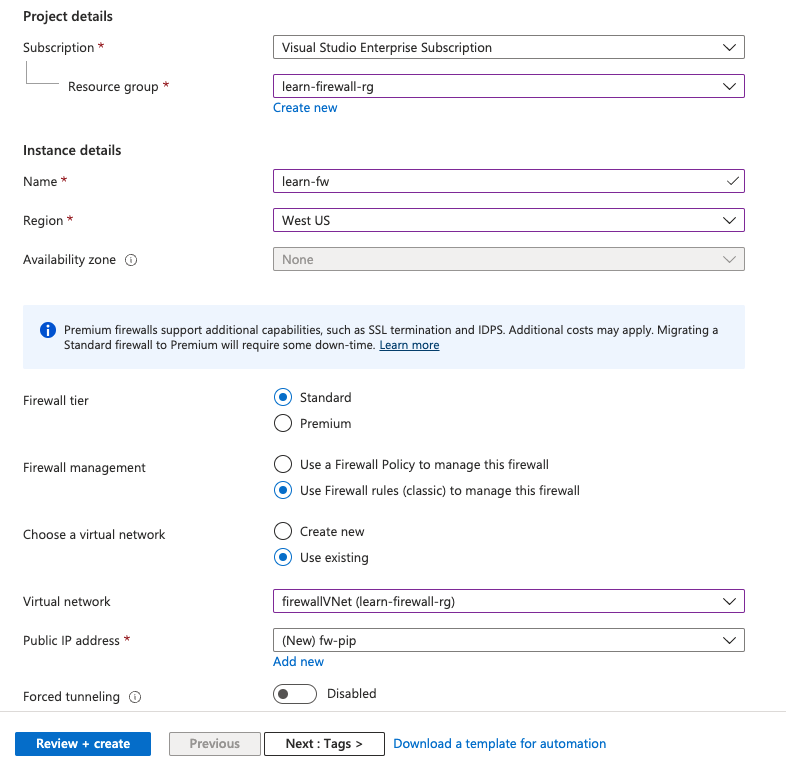 Project details
Subscription *
Visual Studio Enterprise Subscription
Resource group *
learn-firewall-rg
Create new
Instance details
Name *
learn-fw
Region *
West US
Availability zone
None
Premium firewalls support additional capabilities, such as SSL termination and IDPS. Additional costs may apply. Migrating a
Standard firewall to Premium will require some down-time. Learn more
Firewall tier
Standard
Premium
Firewall management
Use a Firewall Policy to manage this firewall
Use Firewall rules (classic) to manage this firewall
Choose a virtual network
Create new
Use existing
Virtual network
firewallVNet (learn-firewall-rg)
Public IP address *
(New) fw-pip
Add new
Forced tunneling
Disabled
Review + create
Previous
Next : Tags >
Download a template for automation